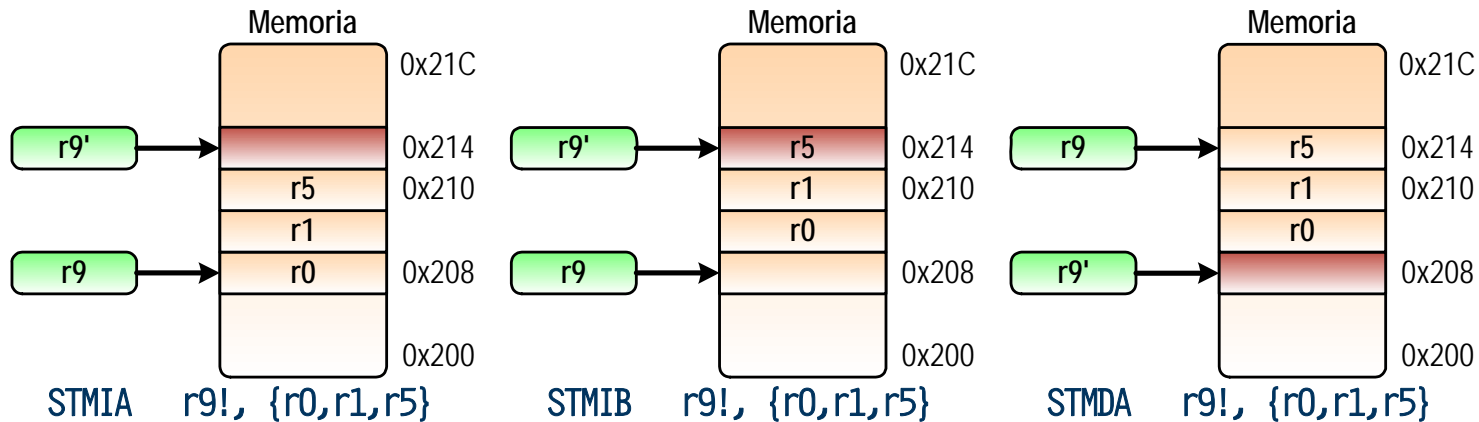 Memoria
0x21C
r9'
0x214
r5
0x210
r1
r9
r0
0x208
0x200
STMIA r9!, {r0,r1,r5}
Memoria
0x21C
r9'
r5
0x214
r1
0x210
r0
r9
0x208
0x200
STMIB r9!, {r0,r1,r5}
Memoria
0x21C
r9
r5
0x214
r1
0x210
r0
r9'
0x208
0x200
STMDA r9!, {r0,r1,r5}